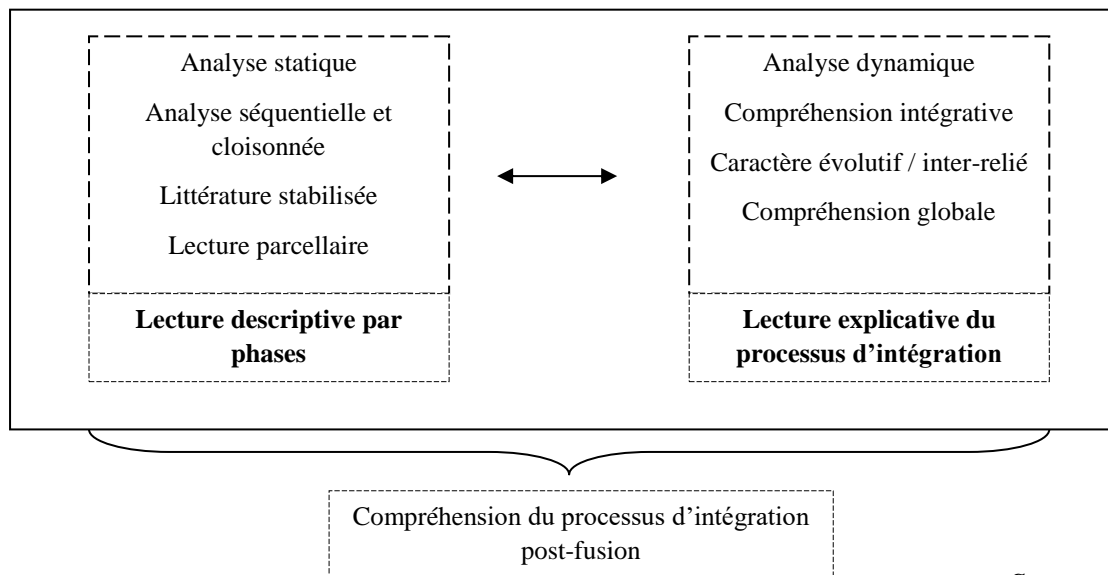 Analyse statique
Analyse séquentielle et
cloisonnée
Littérature stabilisée
Lecture parcellaire
Lecture descriptive par
phases
Analyse dynamique
Compréhension intégrative
Caractère évolutif / inter-relié
Compréhension globale
Lecture explicative du
processus d'intégration
Compréhension du processus d'intégration
post-fusion